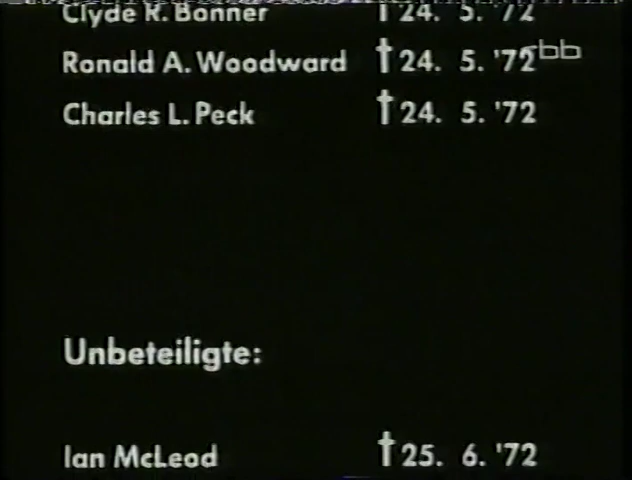 Clyde R. Bonner † 24. 5. '72
Ronald A. Woodward † 24. 5. '72
rbb
Charles L. Peck † 24. 5. '72
Unbeteiligte:
Ian McLeod † 25. 6. '72